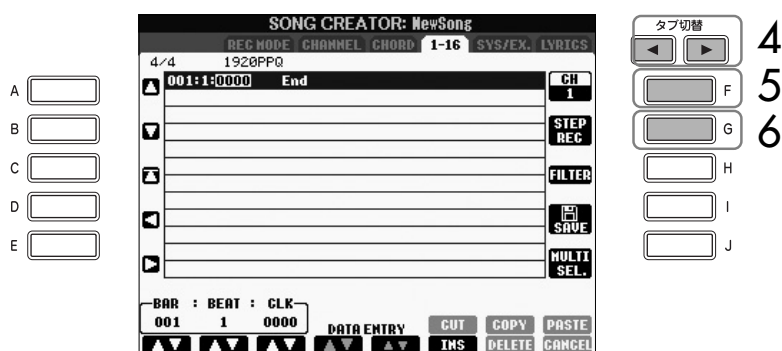 SONG CREATOR: NewSong
REC MODE CHANNEL CHORD 1-16 SYS/EX. LYRICS
4/4 1920PPQ
001:1:0000 End
CH
1
STEP
REC
FILTER
SAVE
MULTI
SEL.
BAR : BEAT : CLK
001 1 0000
DATA ENTRY
CUT COPY PASTE
INS DELETE CANCEL
A
B
C
D
E
タブ切替
4
F 5
G 6
H
I
J